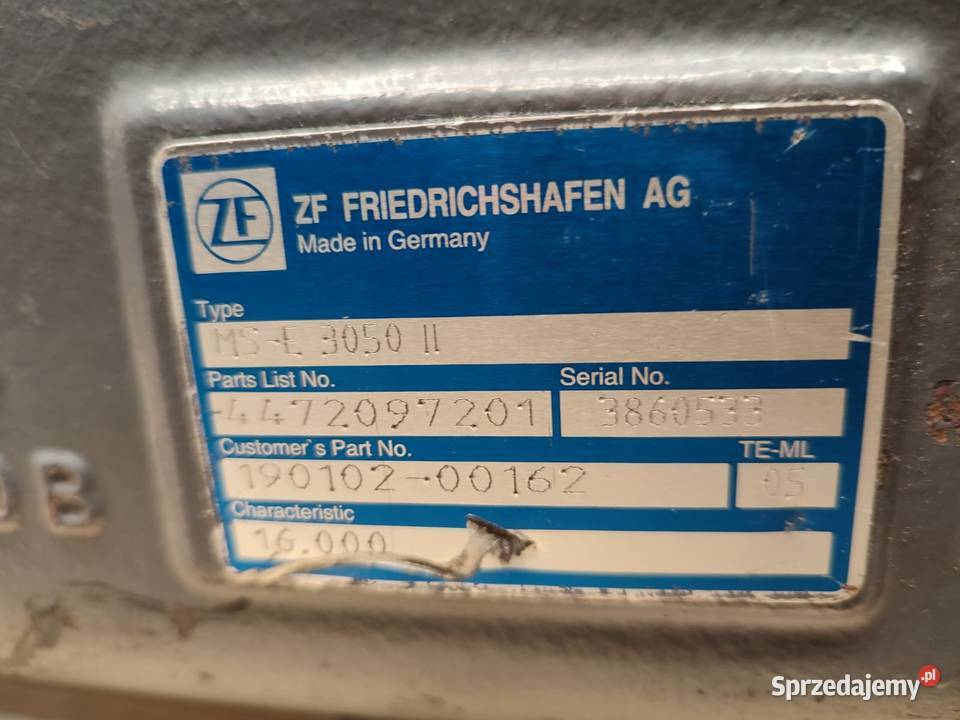 ZF
ZF FRIEDRICHSHAFEN AG
Made in Germany
Type
MS-E 3050 II
Parts List No.
Serial No.
-4472097201
3860533
Customer's Part No.
TE-ML
190102-00162
05
Characteristic
16.000
B
Sprzedajemy.pl